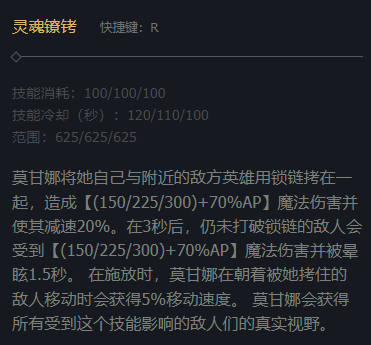 灵魂镣铐 快捷键：R
技能消耗：100/100/100
技能冷却（秒）：120/110/100
范围：625/625/625
莫甘娜将她自己与附近的敌方英雄用锁链拷在一
起，造成【(150/225/300)+70%AP】魔法伤害并
使其减速20%。在3秒后，仍未打破锁链的敌人会
受到【(150/225/300)+70%AP】魔法伤害并被晕
眩1.5秒。 在施放时，莫甘娜在朝着被她拷住的
敌人移动时会获得5%移动速度。 莫甘娜会获得
所有受到这个技能影响的敌人们的真实视野。